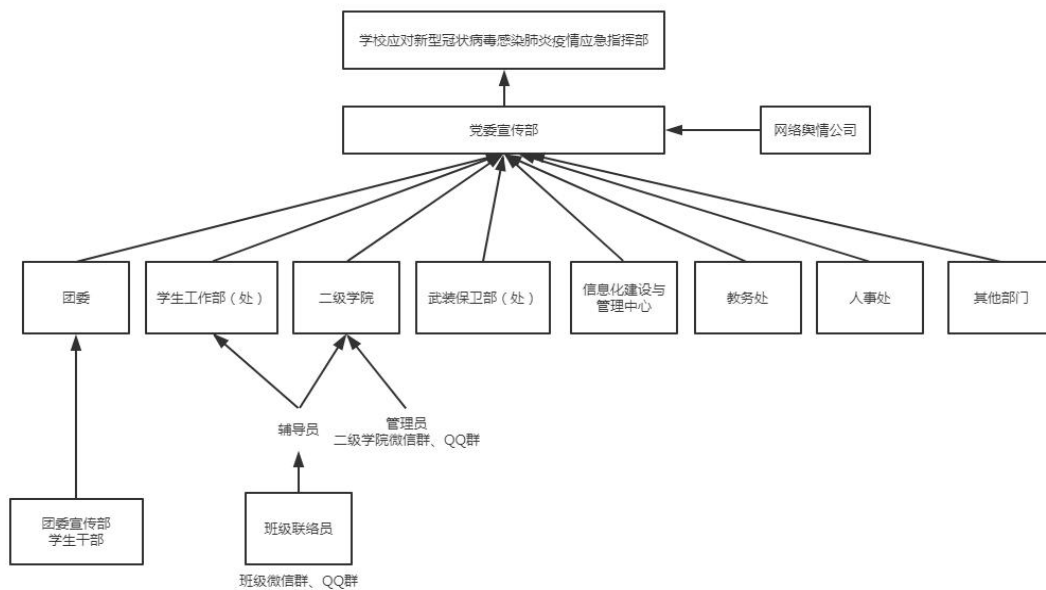 学校应对新型冠状病毒感染肺炎疫情应急指挥部
党委宣传部
网络舆情公司
团委
学生工作部（处）
二级学院
武装保卫部（处）
信息化建设与
管理中心
教务处
人事处
其他部门
辅导员
管理员
二级学院微信群、QQ群
团委宣传部
学生干部
班级联络员
班级微信群、QQ群